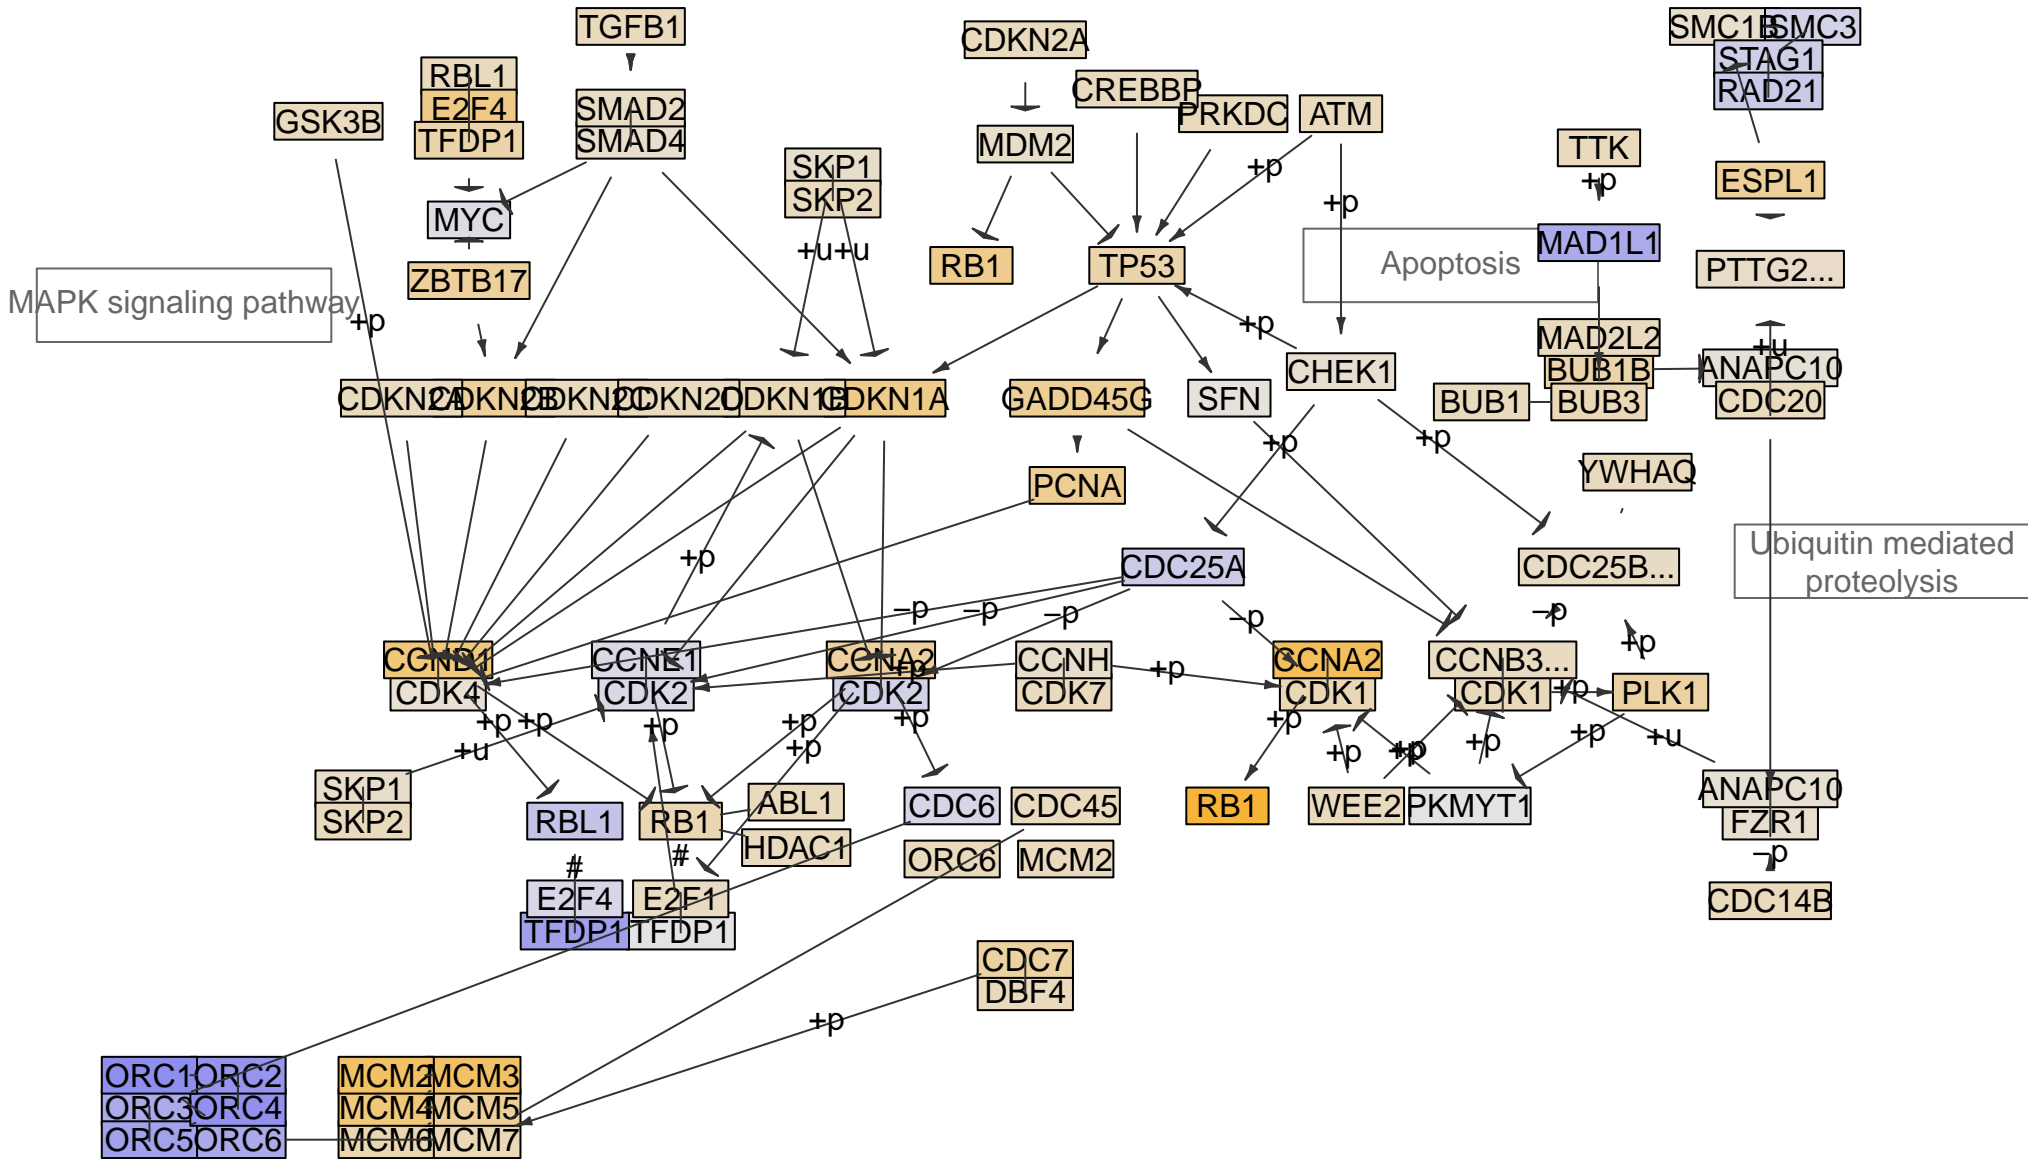 TGFB1
CDKN2A
SMC1B
SMC3
STAG1
RAD21
RBL1
E2F4
TFDP1
GSK3B
SMAD2
SMAD4
CREBBP
PRKDC
ATM
MDM2
TTK
+p
SKP1
SKP2
+p
+p
ESPL1
MYC
+u
+u
RB1
TP53
Apoptosis
MAD1L1
PTTG2...
ZBTB17
MAPK signaling pathway
+p
+p
MAD2L2
BUB1B
BUB3
BUB1
+u
ANAPC10
CDC20
CDKN2A
CDKN2B
CDKN2C
CDKN2D
CDKN1B
CDKN1A
GADD45G
SFN
CHEK1
+p
+p
YWHAQ
PCNA
Ubiquitin mediated
proteolysis
+p
CDC25A
CDC25B...
−p
−p
−p
−p
−p
+p
CCND1
CDK4
CCNE1
CDK2
CCNA2
CDK2
+p
CCNH
CDK7
+p
CCNA2
CDK1
CCNB3...
CDK1
+p
PLK1
+p
+p
+u
+p
+p
+p
+p
+p
+p
+p
+p
+p
+p
+u
SKP1
SKP2
RBL1
RB1
ABL1
HDAC1
CDC6
CDC45
ORC6
MCM2
RB1
WEE2
PKMYT1
ANAPC10
FZR1
−p
CDC14B
#
#
E2F4
TFDP1
E2F1
TFDP1
CDC7
DBF4
+p
ORC1
ORC2
ORC3
ORC4
ORC5
ORC6
MCM2
MCM3
MCM4
MCM5
MCM6
MCM7